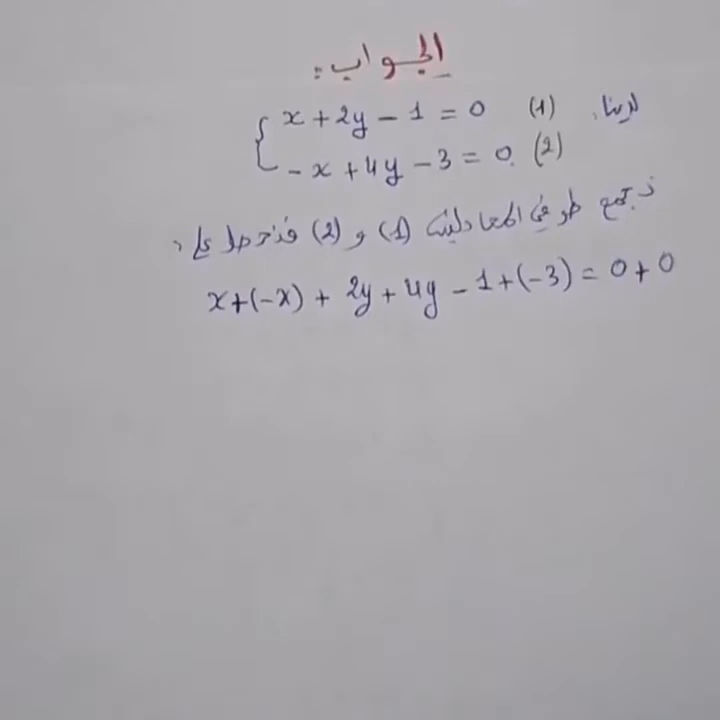 الجواب:
لدينا: { x + 2y - 1 = 0 (1)
- x + 4y - 3 = 0. (2)
نجمع طرفي المعادلتين (1) و (2) فنحصل على:
x + (-x) + 2y + 4y - 1 + (-3) = 0 + 0